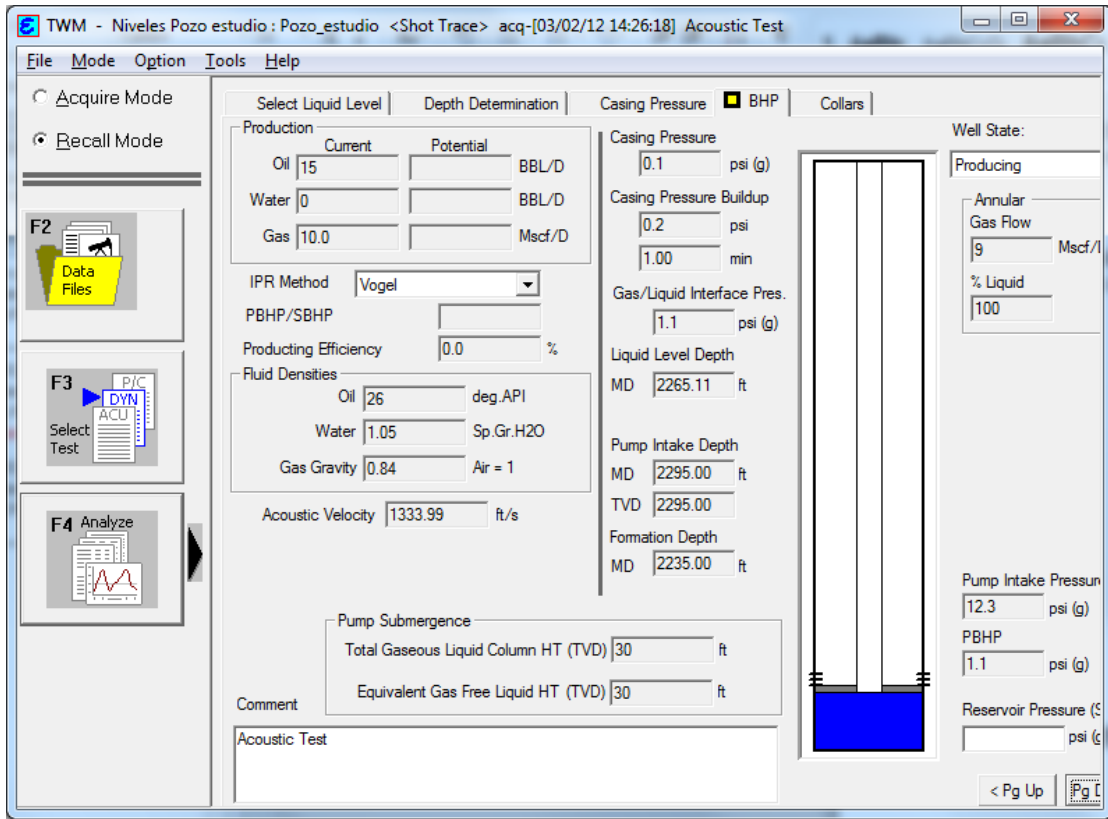 TWM - Niveles Pozo estudio : Pozo_estudio <Shot Trace> acq-[03/02/12 14:26:18] Acoustic Test
File Mode Option Tools Help
Acquire Mode
Recall Mode
F2
Data
Files
F3
P/C
DYN
ACU
Select
Test
F4 Analyze
Select Liquid Level
Depth Determination
Casing Pressure
BHP
Collars
Production
Current Potential
Oil 15 BBL/D
Water 0 BBL/D
Gas 10.0 Mscf/D
IPR Method Vogel
PBHP/SBHP
Producting Efficiency 0.0 %
Fluid Densities
Oil 26 deg.API
Water 1.05 Sp.Gr.H2O
Gas Gravity 0.84 Air = 1
Acoustic Velocity 1333.99 ft/s
Pump Submergence
Total Gaseous Liquid Column HT (TVD) 30 ft
Equivalent Gas Free Liquid HT (TVD) 30 ft
Comment
Acoustic Test
Casing Pressure
0.1 psi (g)
Casing Pressure Buildup
0.2 psi
1.00 min
Gas/Liquid Interface Pres.
1.1 psi (g)
Liquid Level Depth
MD 2265.11 ft
Pump Intake Depth
MD 2295.00 ft
TVD 2295.00
Formation Depth
MD 2235.00 ft
Well State:
Producing
Annular
Gas Flow
9 Mscf/
% Liquid
100
Pump Intake Pressur
12.3 psi (g)
PBHP
1.1 psi (g)
Reservoir Pressure (S
psi (g
< Pg Up
Pg